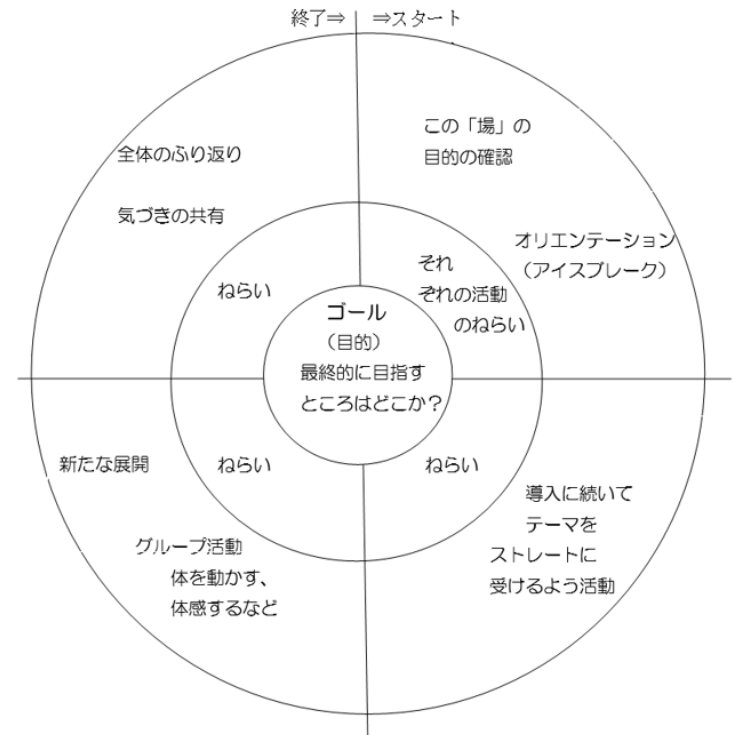 終了⇒ ⇒スタート
この「場」の
目的の確認
オリエンテーション
（アイスブレーク）
それ
ぞれの活動
のねらい
導入に続いて
テーマを
ストレートに
受けるよう活動
ねらい
新たな展開
グループ活動
体を動かす、
体感するなど
ねらい
全体のふり返り
気づきの共有
ねらい
ゴール
（目的）
最終的に目指す
ところはどこか？